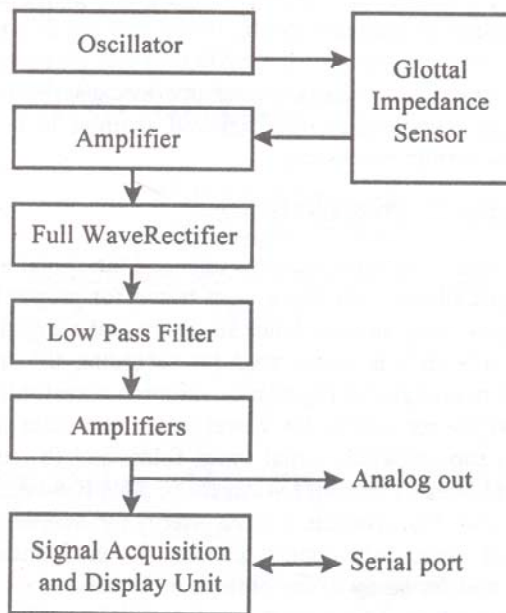 Oscillator
Glottal
Impedance
Sensor
Amplifier
Full WaveRectifier
Low Pass Filter
Amplifiers
Analog out
Signal Acquisition
and Display Unit
Serial port